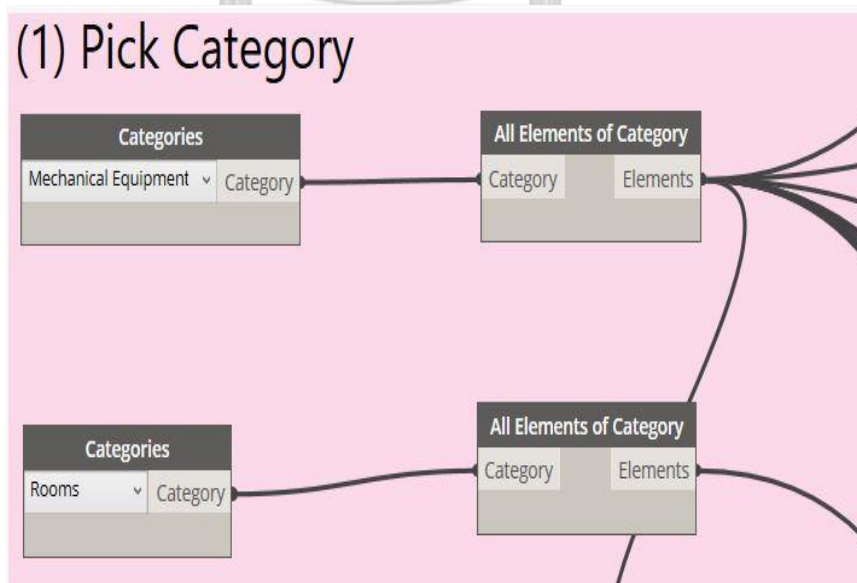 (1) Pick Category
Categories
All Elements of Category
Mechanical Equipment
Category
Category
Elements
Categories
All Elements of Category
Rooms
Category
Category
Elements